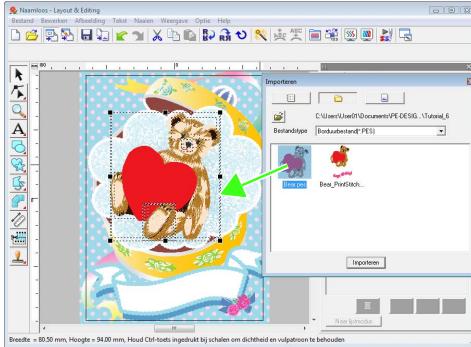 Naamloos - Layout & Editing
Bestand Bewerken Afbeelding Tekst Naaien Weergave Optie Help
Importeren
C:\Users\User01\Documents\PE-DESIG...\Tutorial_6
Bestandstype Borduurbestand(*.PES)
Bear.pes Bear_PrintStitch...
Importeren
Naar lijstmodus
Breedte = 80.50 mm, Hoogte = 94.00 mm, Houd Ctrl-toets ingedrukt bij schalen om dichtheid en vulpatroon te behouden